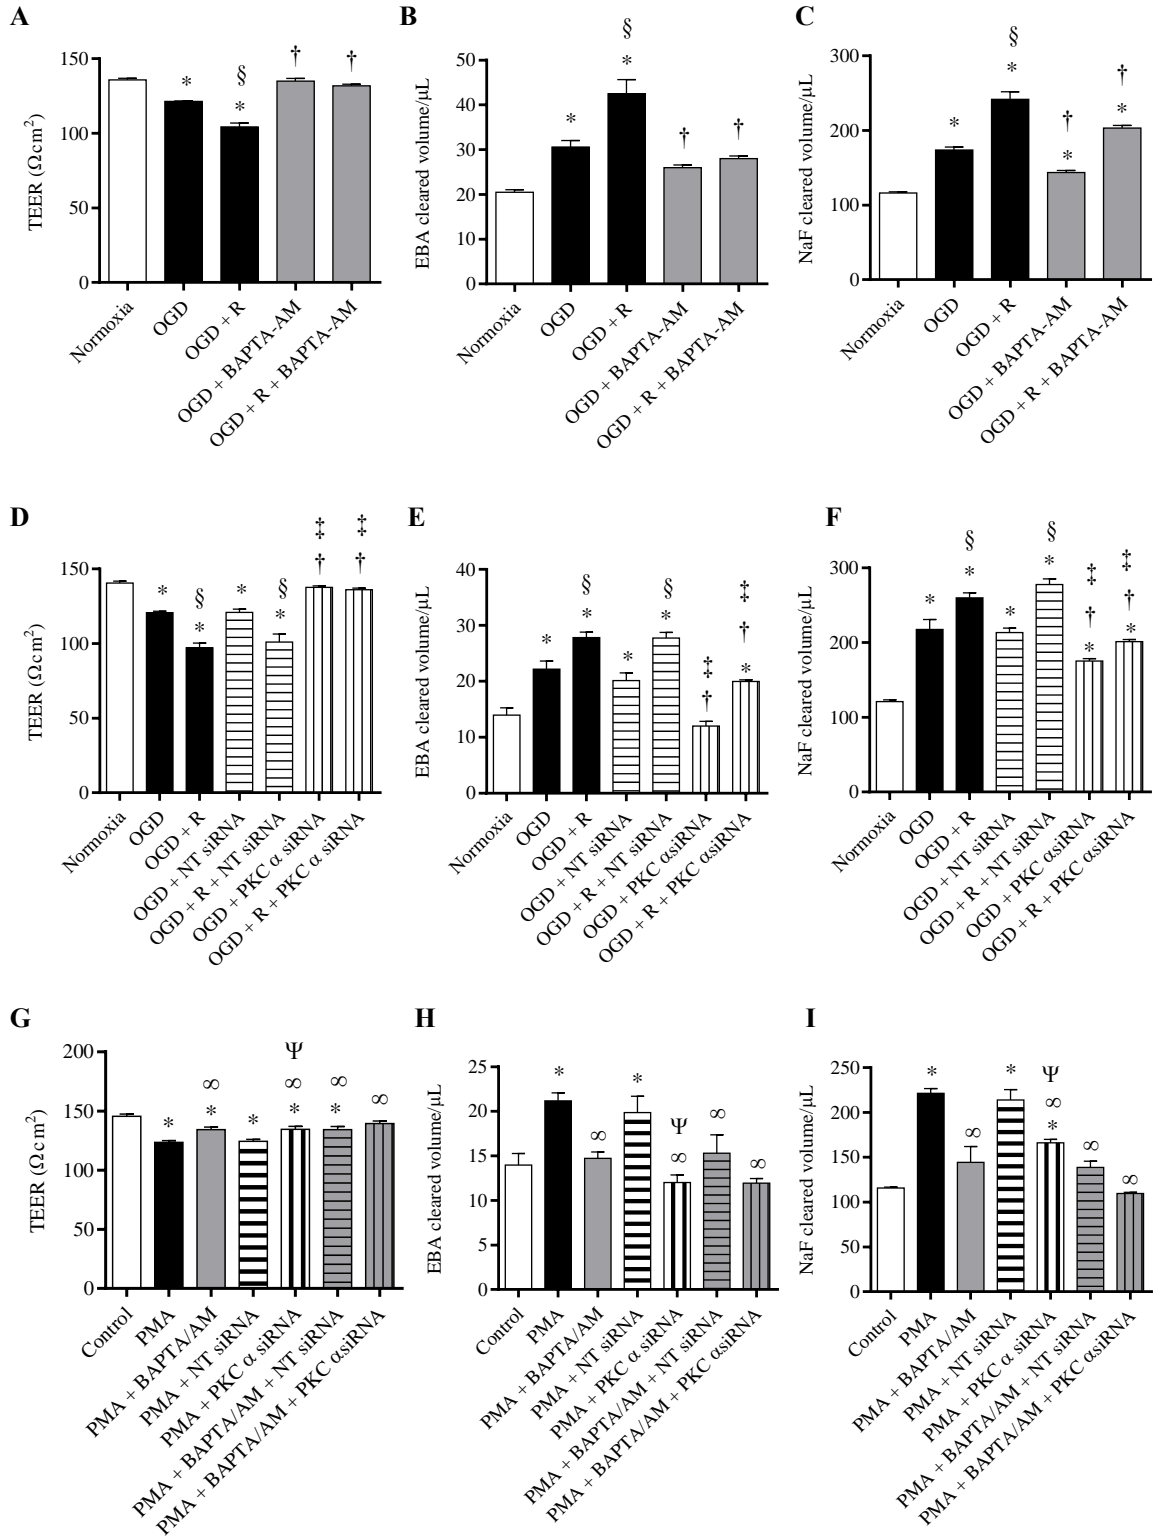 A
B
C
TEER (Ω cm²)
150
100
50
0
*
*
§
†
†
Normoxia
OGD
OGD + R
OGD + BAPTA-AM
OGD + R + BAPTA-AM
EBA cleared volume/μL
50
40
30
20
10
0
*
*
§
†
†
Normoxia
OGD
OGD + R
OGD + BAPTA-AM
OGD + R + BAPTA-AM
NaF cleared volume/μL
300
200
100
0
*
§
*
†
*
†
*
Normoxia
OGD
OGD + R
OGD + BAPTA-AM
OGD + R + BAPTA-AM
D
E
F
TEER (Ω cm²)
150
100
50
0
*
§
*
*
§
*
‡
†
‡
†
Normoxia
OGD
OGD + R
OGD + NT siRNA
OGD + R + NT siRNA
OGD + PKC α siRNA
OGD + R + PKC α siRNA
EBA cleared volume/μL
40
30
20
10
0
*
§
*
*
§
*
‡
†
‡
†
*
Normoxia
OGD
OGD + R
OGD + NT siRNA
OGD + R + NT siRNA
OGD + PKC αsiRNA
OGD + R + PKC αsiRNA
NaF cleared volume/μL
300
200
100
0
*
§
*
*
§
*
‡
†
*
‡
†
*
Normoxia
OGD
OGD + R
OGD + NT siRNA
OGD + R + NT siRNA
OGD + PKC αsiRNA
OGD + R + PKC αsiRNA
G
H
I
TEER (Ω cm²)
200
150
100
50
0
*
∞
*
*
Ψ
∞
*
∞
*
∞
Control
PMA
PMA + BAPTA/AM
PMA + NT siRNA
PMA + PKC α siRNA
PMA + BAPTA/AM + NT siRNA
PMA + BAPTA/AM + PKC αsiRNA
EBA cleared volume/μL
25
20
15
10
5
0
*
∞
*
Ψ
∞
∞
∞
Control
PMA
PMA + BAPTA/AM
PMA + NT siRNA
PMA + PKC α siRNA
PMA + BAPTA/AM + NT siRNA
PMA + BAPTA/AM + PKC αsiRNA
NaF cleared volume/μL
250
200
150
100
50
0
*
∞
*
Ψ
∞
*
∞
∞
Control
PMA
PMA + BAPTA/AM
PMA + NT siRNA
PMA + PKC α siRNA
PMA + BAPTA/AM + NT siRNA
PMA + BAPTA/AM + PKC αsiRNA